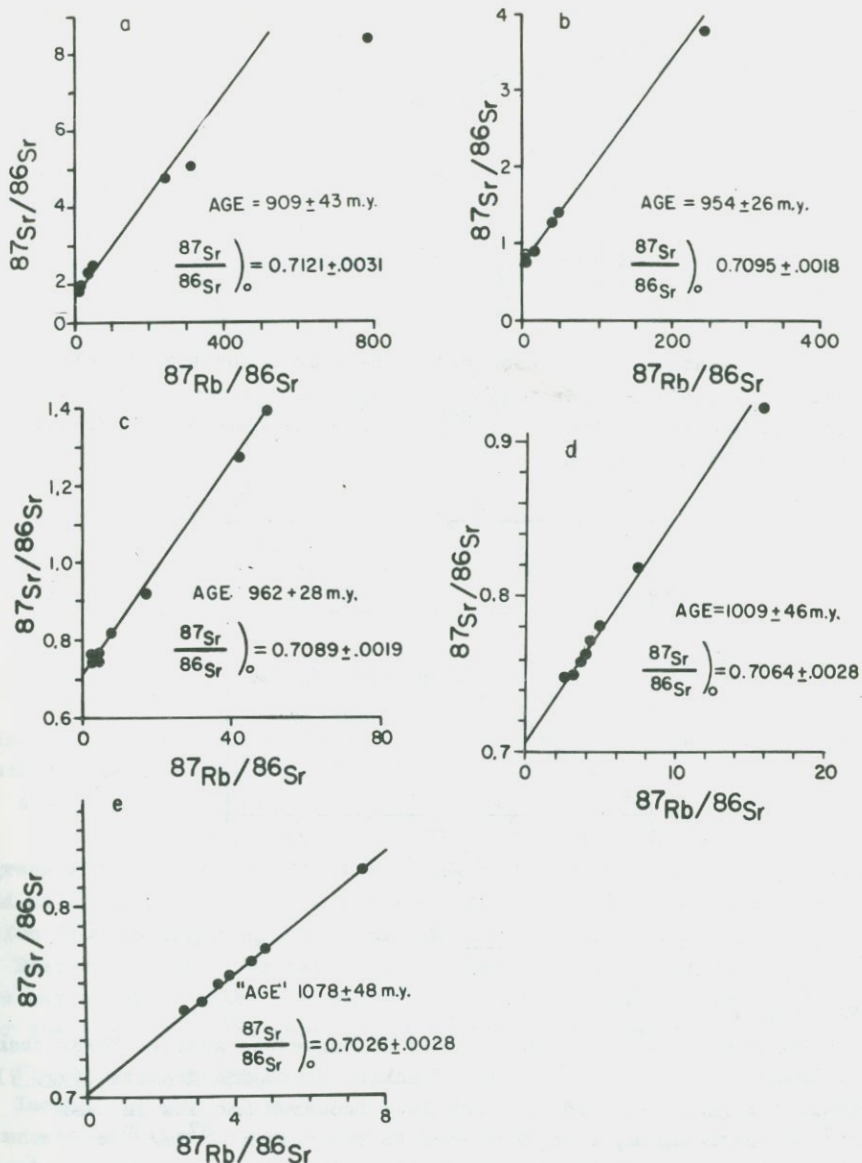 a
8
6
4
2
0
0 400 800
87Sr/86Sr
87Rb/86Sr
AGE = 909 ± 43 m.y.
87Sr
86Sr )o = 0.7121±.0031
b
4
3
2
1
0
0 200 400
87Sr/86Sr
87Rb/86Sr
AGE = 954 ± 26 m.y.
87Sr
86Sr )o 0.7095 ± .0018
c
1.4
1.2
1.0
0.8
0.6
0 40 80
87Sr/86Sr
87Rb/86Sr
AGE 962 + 28 m.y.
87Sr
86Sr )o = 0.7089±.0019
d
0.9
0.8
0.7
0 10 20
87Sr/86Sr
87Rb/86Sr
AGE=1009 ± 46 m.y.
87Sr
86Sr )o = 0.7064±.0028
e
0.8
0.7
0 4 8
87Sr/86Sr
87Rb/86Sr
"AGE' 1078±48 m.y.
87Sr
86Sr )o =0.7026±.0028